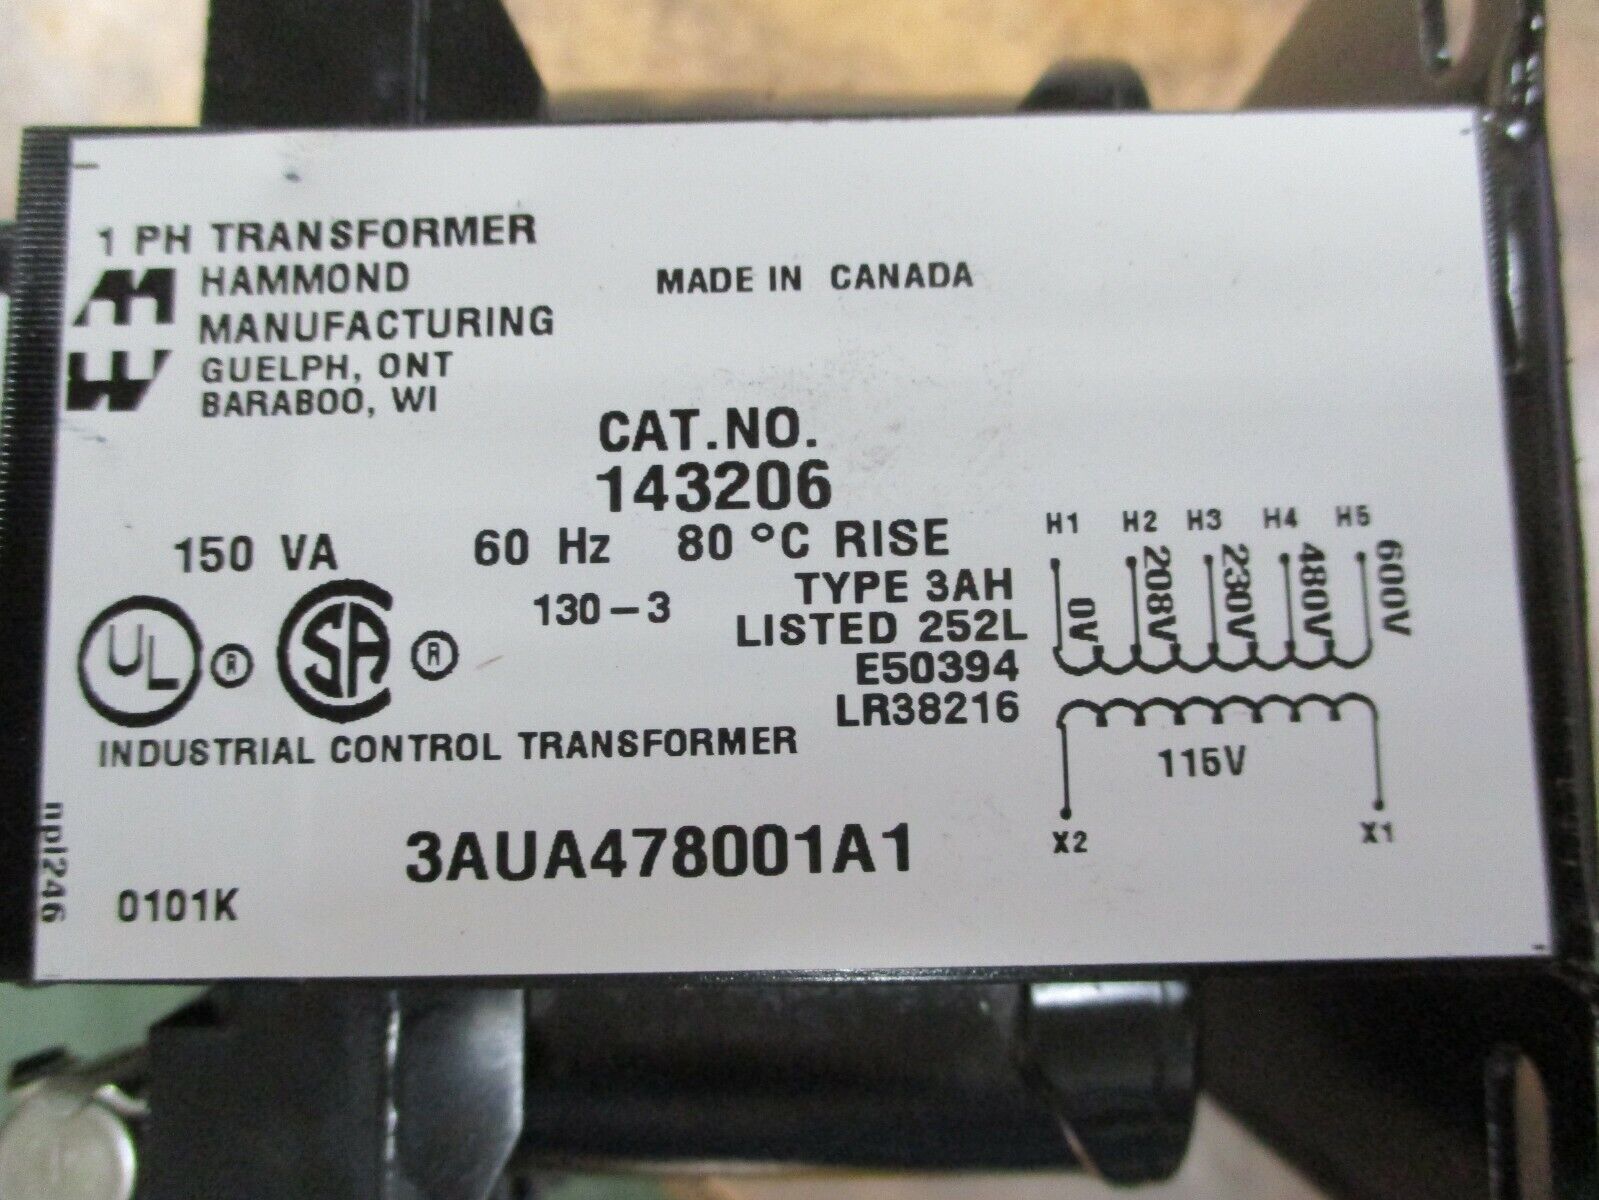 1 PH TRANSFORMER
HAMMOND
MANUFACTURING
GUELPH, ONT
BARABOO, WI
MADE IN CANADA
CAT.NO.
143206
150 VA 60 Hz 80 °C RISE
130-3
TYPE 3AH
LISTED 252L
E50394
LR38216
UL ®
SA ®
INDUSTRIAL CONTROL TRANSFORMER
3AUA478001A1
npl246
0101K
H1 H2 H3 H4 H5
0V 208V 230V 480V 600V
115V
X2 X1